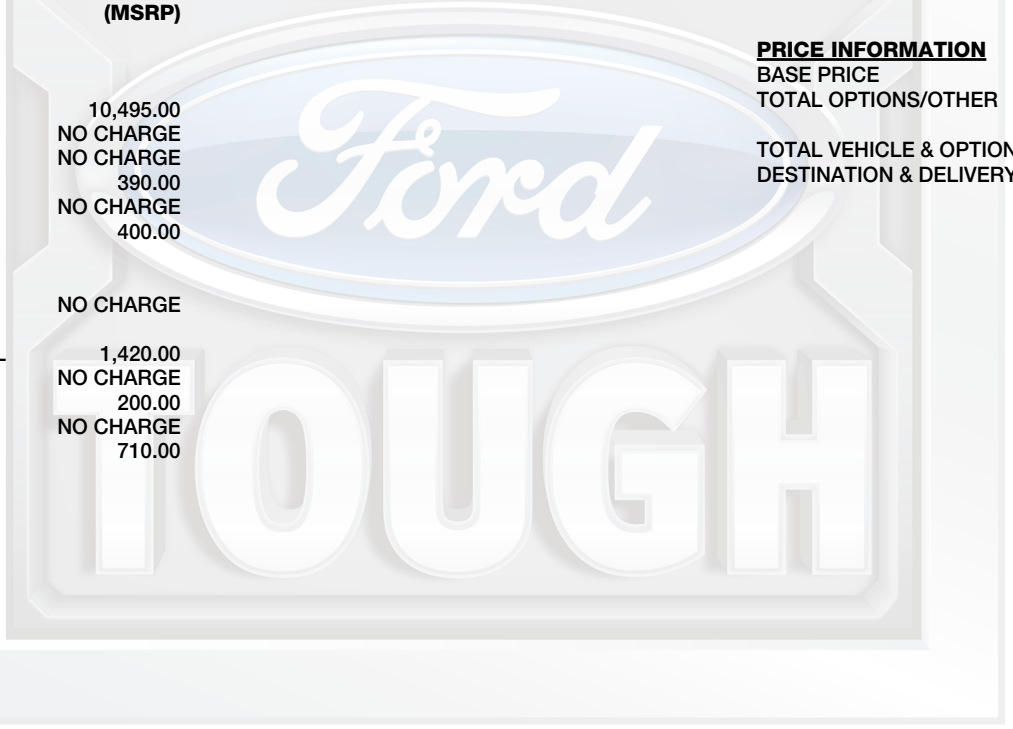 (MSRP)
10,495.00
NO CHARGE
NO CHARGE
390.00
NO CHARGE
400.00
NO CHARGE
1,420.00
NO CHARGE
200.00
NO CHARGE
710.00
PRICE INFORMATION
BASE PRICE
TOTAL OPTIONS/OTHER
TOTAL VEHICLE & OPTION
DESTINATION & DELIVERY
Ford
TOUGH